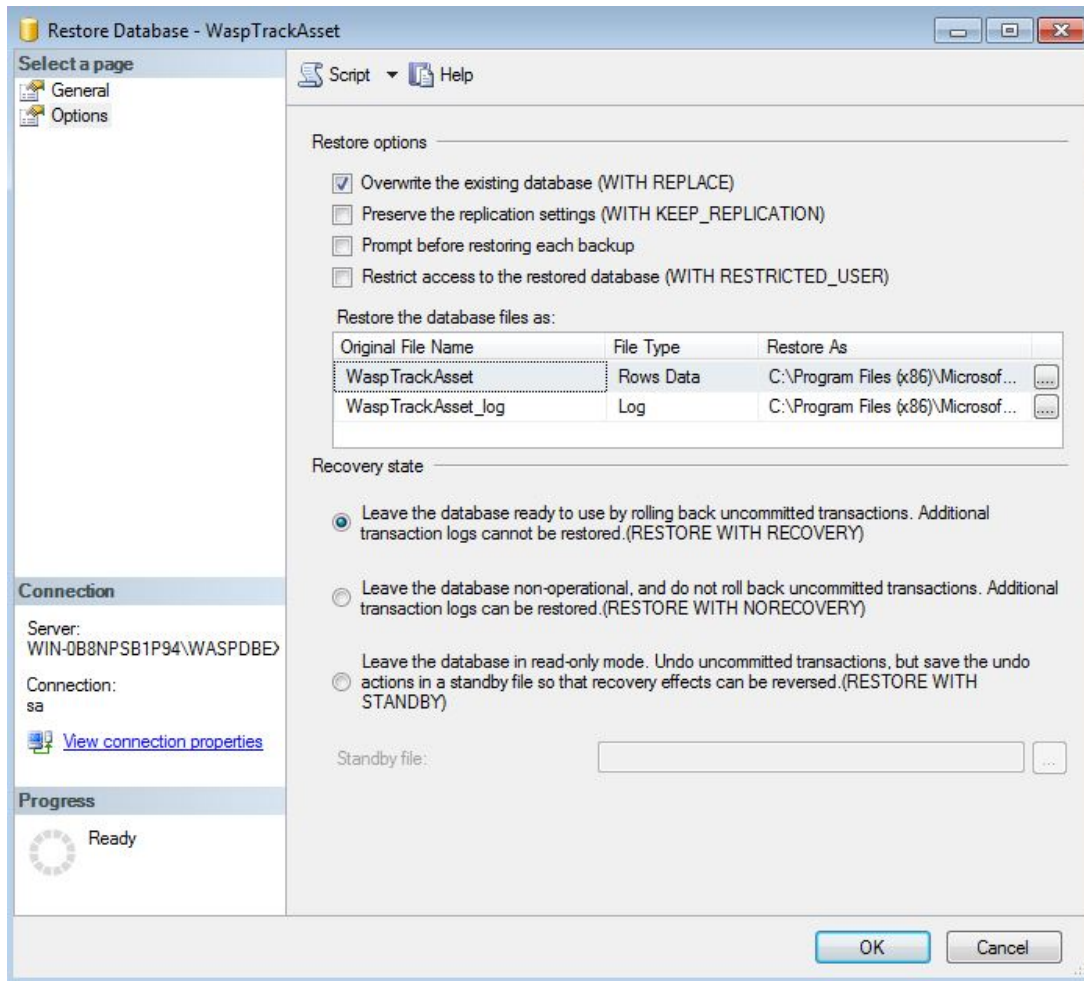 Restore Database - WaspTrackAsset
Select a page
General
Options
Script
Help
Restore options
Overwrite the existing database (WITH REPLACE)
Preserve the replication settings (WITH KEEP_REPLICATION)
Prompt before restoring each backup
Restrict access to the restored database (WITH RESTRICTED_USER)
Restore the database files as:
Original File Name File Type Restore As
WaspTrackAsset Rows Data C:\Program Files (x86)\Microsof... ....
WaspTrackAsset_log Log C:\Program Files (x86)\Microsof... ....
Recovery state
Leave the database ready to use by rolling back uncommitted transactions. Additional
transaction logs cannot be restored.(RESTORE WITH RECOVERY)
Leave the database non-operational, and do not roll back uncommitted transactions. Additional
transaction logs can be restored.(RESTORE WITH NORECOVERY)
Leave the database in read-only mode. Undo uncommitted transactions, but save the undo
actions in a standby file so that recovery effects can be reversed.(RESTORE WITH
STANDBY)
Standby file: ...
Connection
Server:
WIN-0B8NPSB1P94\WASPDBEX
Connection:
sa
View connection properties
Progress
Ready
OK Cancel